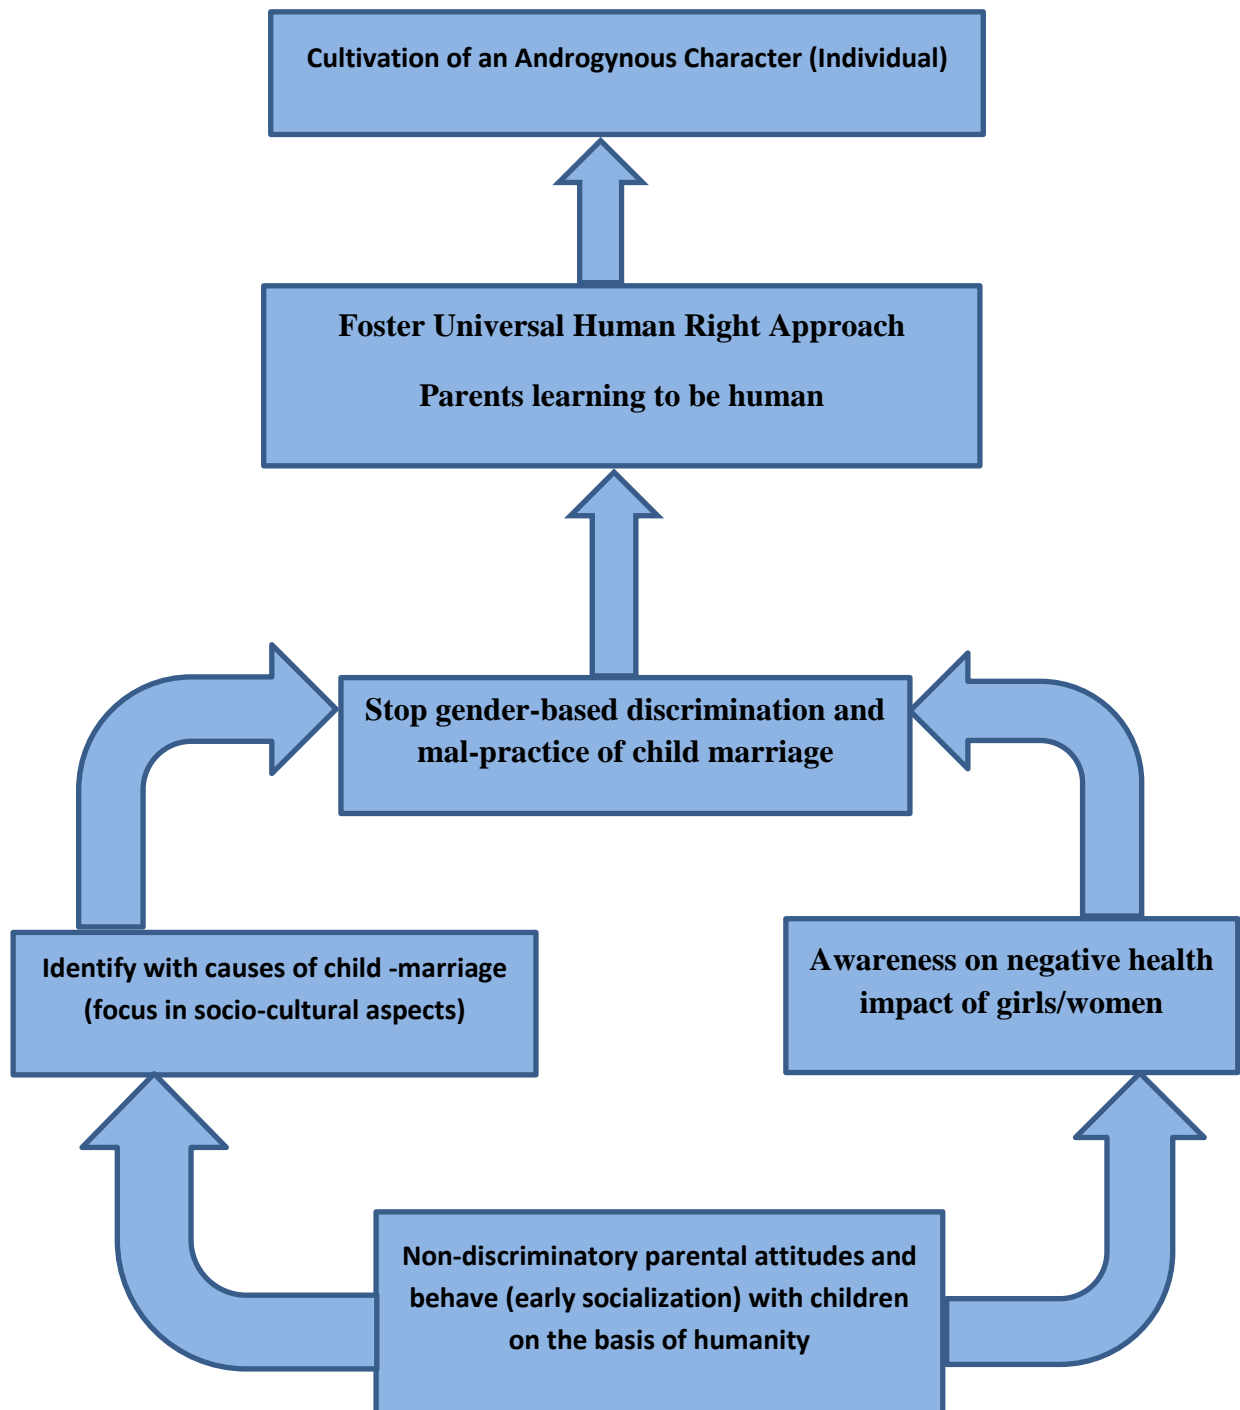 Cultivation of an Androgynous Character (Individual)
Foster Universal Human Right Approach
Parents learning to be human
Stop gender-based discrimination and
mal-practice of child marriage
Identify with causes of child -marriage
(focus in socio-cultural aspects)
Awareness on negative health
impact of girls/women
Non-discriminatory parental attitudes and
behave (early socialization) with children
on the basis of humanity